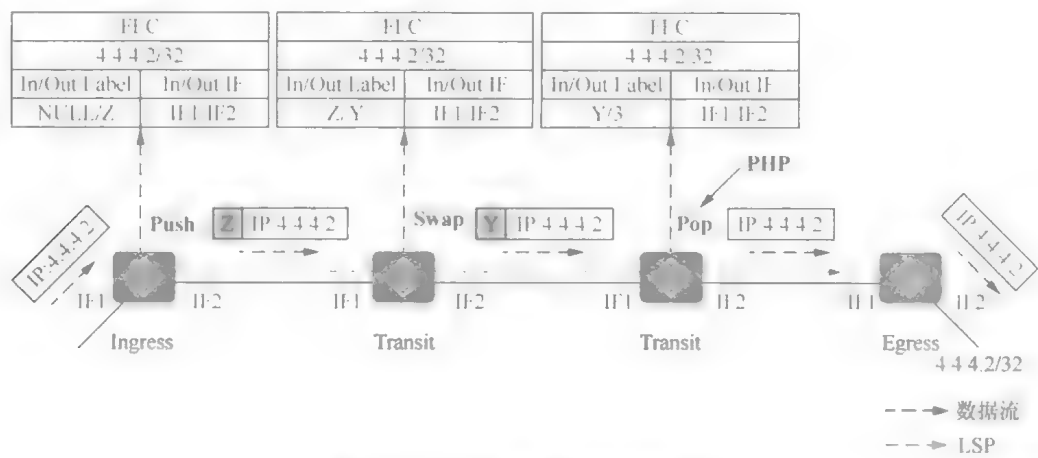 FEC
4.4.4.2/32
In/Out Label In/Out IF
NULL/Z IF1/IF2
FEC
4.4.4.2/32
In/Out Label In/Out IF
Z/Y IF1/IF2
FEC
4.4.4.2/32
In/Out Label In/Out IF
Y/3 IF1/IF2
PHP
IP:4.4.4.2
Push
Z IP:4.4.4.2
Swap
Y IP:4.4.4.2
Pop
IP:4.4.4.2
IP:4.4.4.2
IF1 IF2
IF1 IF2
IF1 IF2
IF1 IF2
Ingress
Transit
Transit
Egress
4.4.4.2/32
数据流
LSP